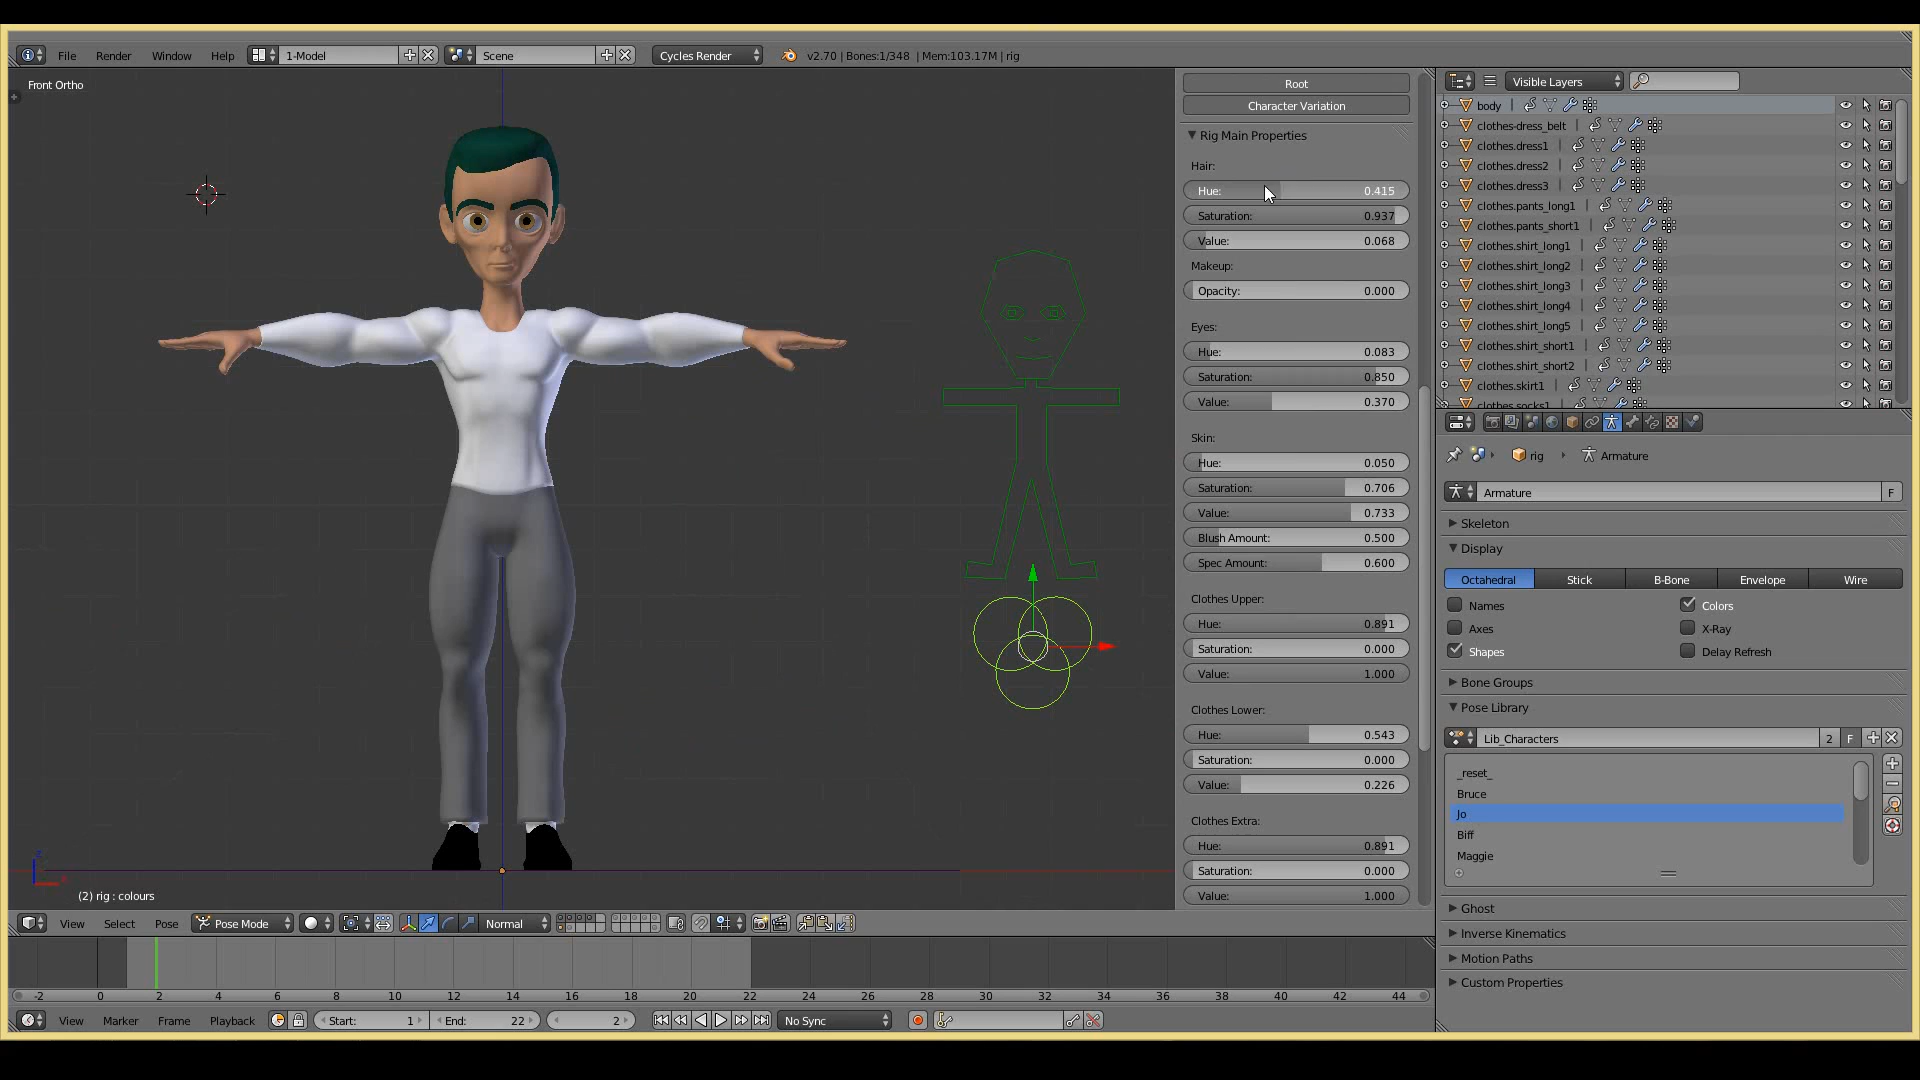 File Render Window Help 1-Model Scene Cycles Render v2.70 | Bones:1/348 | Mem:103.17M | rig
Front Ortho
(2) rig : colours
View Select Pose Pose Mode Normal
Root
Character Variation
Rig Main Properties
Hair:
Hue: 0.415
Saturation: 0.937
Value: 0.068
Makeup:
Opacity: 0.000
Eyes:
Hue: 0.083
Saturation: 0.850
Value: 0.370
Skin:
Hue: 0.050
Saturation: 0.706
Value: 0.733
Blush Amount: 0.500
Spec Amount: 0.600
Clothes Upper:
Hue: 0.891
Saturation: 0.000
Value: 1.000
Clothes Lower:
Hue: 0.543
Saturation: 0.000
Value: 0.226
Clothes Extra:
Hue: 0.891
Saturation: 0.000
Value: 1.000
Visible Layers
body
clothes-dress_belt
clothes.dress1
clothes.dress2
clothes.dress3
clothes.pants_long1
clothes.pants_short1
clothes.shirt_long1
clothes.shirt_long2
clothes.shirt_long3
clothes.shirt_long4
clothes.shirt_long5
clothes.shirt_short1
clothes.shirt_short2
clothes.skirt1
clothes.socks1
rig Armature
Armature F
Skeleton
Display
Octahedral Stick B-Bone Envelope Wire
Names Colors
Axes X-Ray
Shapes Delay Refresh
Bone Groups
Pose Library
Lib_Characters 2 F
_reset_
Bruce
Jo
Biff
Maggie
Ghost
Inverse Kinematics
Motion Paths
Custom Properties
-2 0 2 4 6 8 10 12 14 16 18 20 22 24 26 28 30 32 34 36 38 40 42 44
View Marker Frame Playback Start: 1 End: 22 2 No Sync